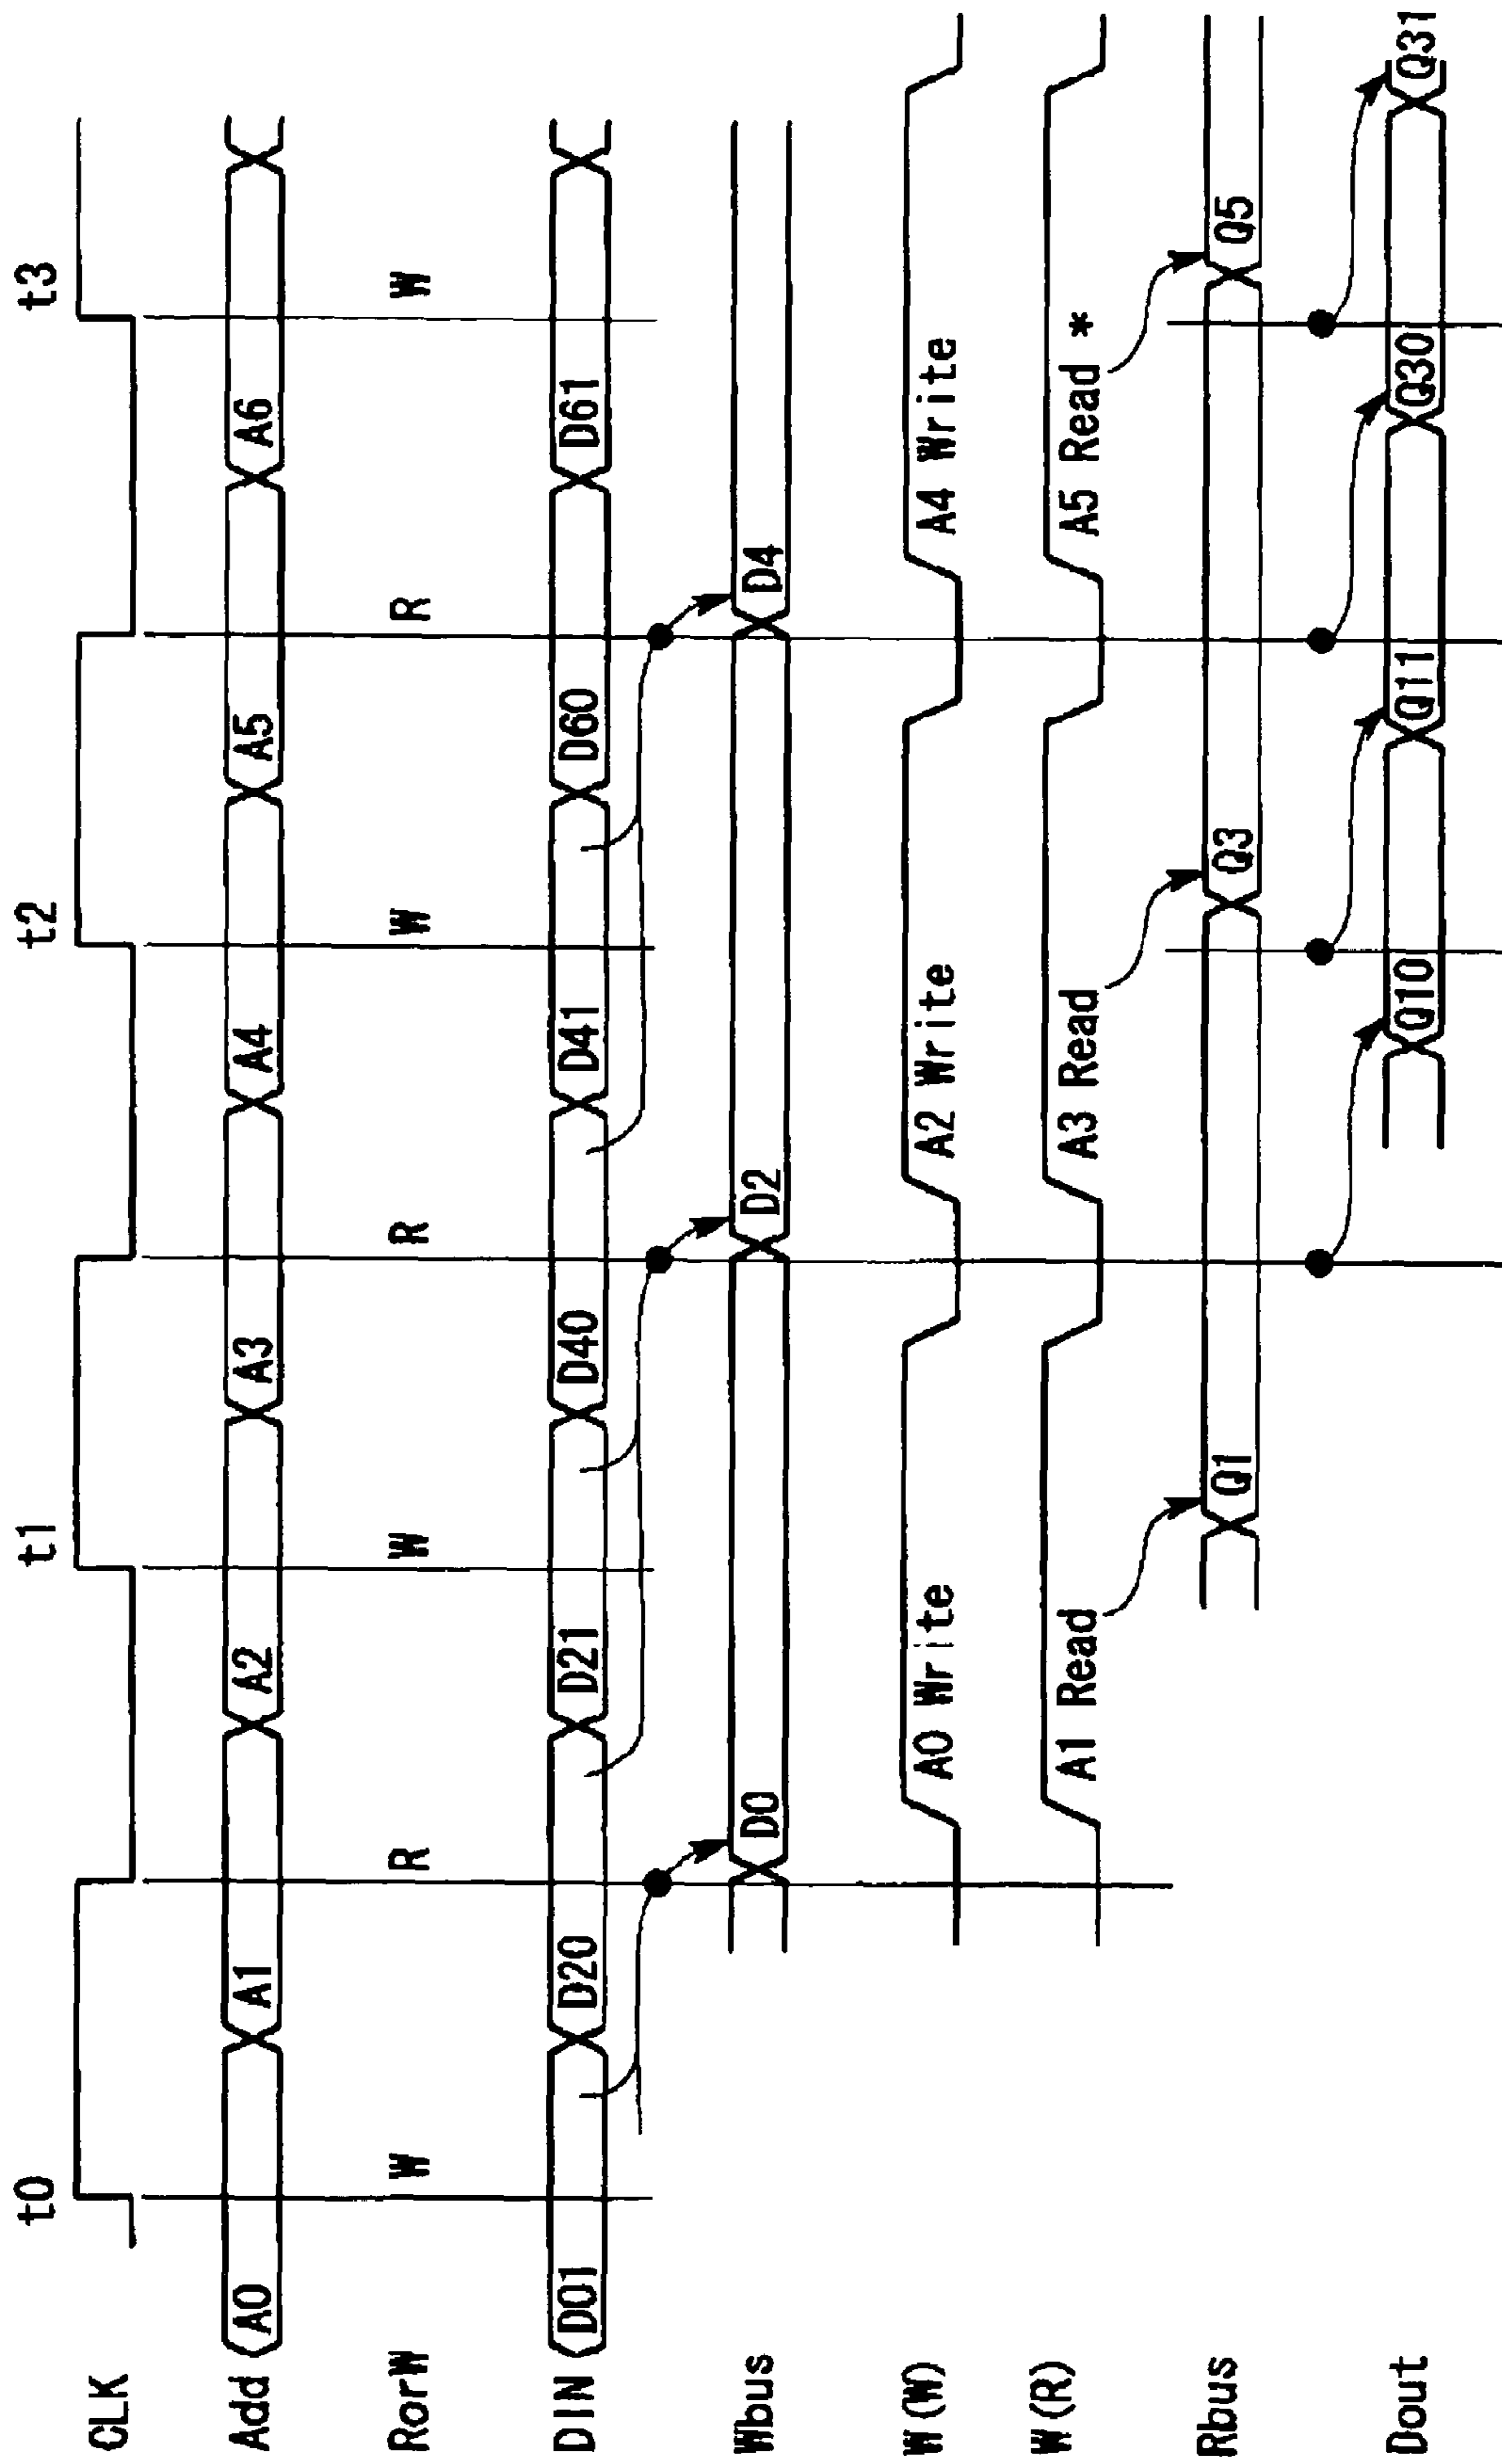 t0 t1 t2 t3
CLK
Add A0 A1 A2 A3 A4 A5 A6
RorW W R W R W R W
DIN D01 D20 D21 D40 D41 D60 D61
Wbus D0 D2 D4
W(W) A0 Write A2 Write A4 Write
W(R) A1 Read A3 Read A5 Read *
Rbus Q1 Q3 Q5
Dout Q10 Q11 Q30 Q31